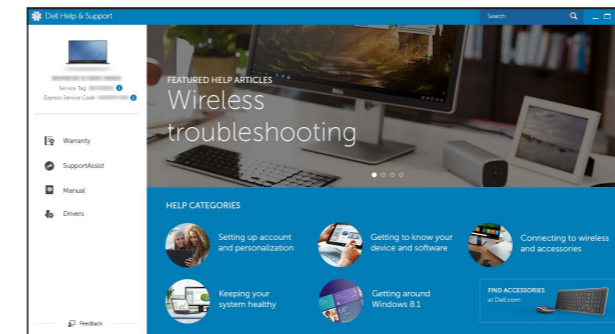 Dell Help & Support
Search
Service Tag:
Express Service Code:
Warranty
SupportAssist
Manual
Drivers
Feedback
FEATURED HELP ARTICLES
Wireless
troubleshooting
HELP CATEGORIES
Setting up account
and personalization
Getting to know your
device and software
Connecting to wireless
and accessories
Keeping your
system healthy
Getting around
Windows 8.1
FIND ACCESSORIES
at Dell.com